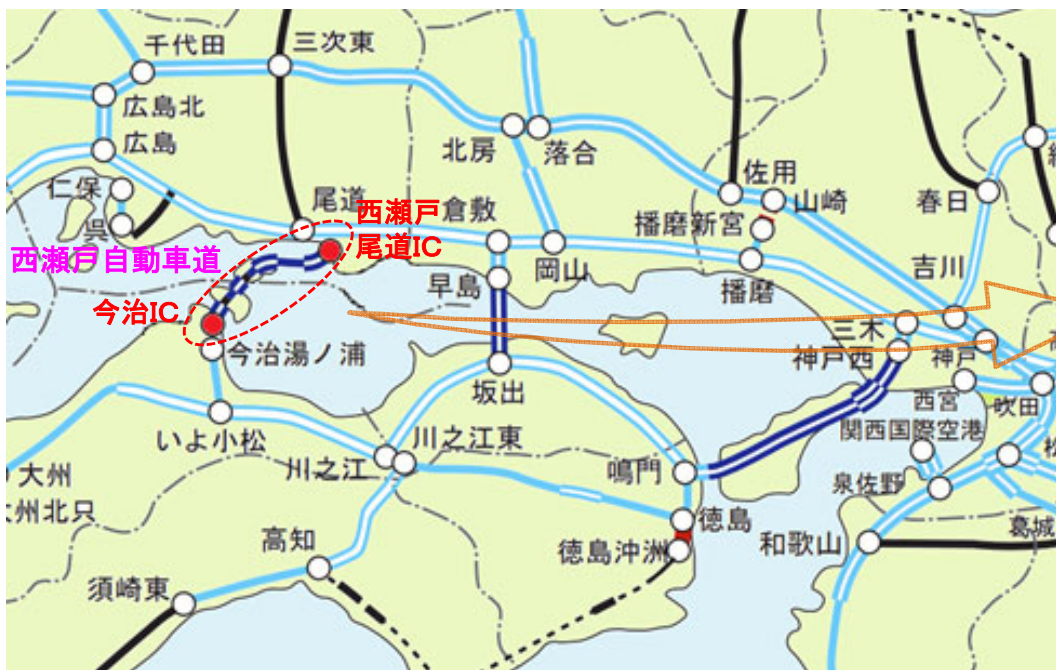 千代田
三次東
広島北
広島
北房
落合
仁保
呉
尾道
西瀬戸
尾道IC
倉敷
佐用
山崎
播磨新宮
春日
西瀬戸自動車道
早島
岡山
播磨
吉川
今治IC
今治湯ノ浦
三木
神戸西
神戸
坂出
西宮
吹田
いよ小松
川之江東
関西国際空港
川之江
鳴門
泉佐野
大州
州北只
高知
徳島
徳島沖洲
和歌山
葛城
須崎東